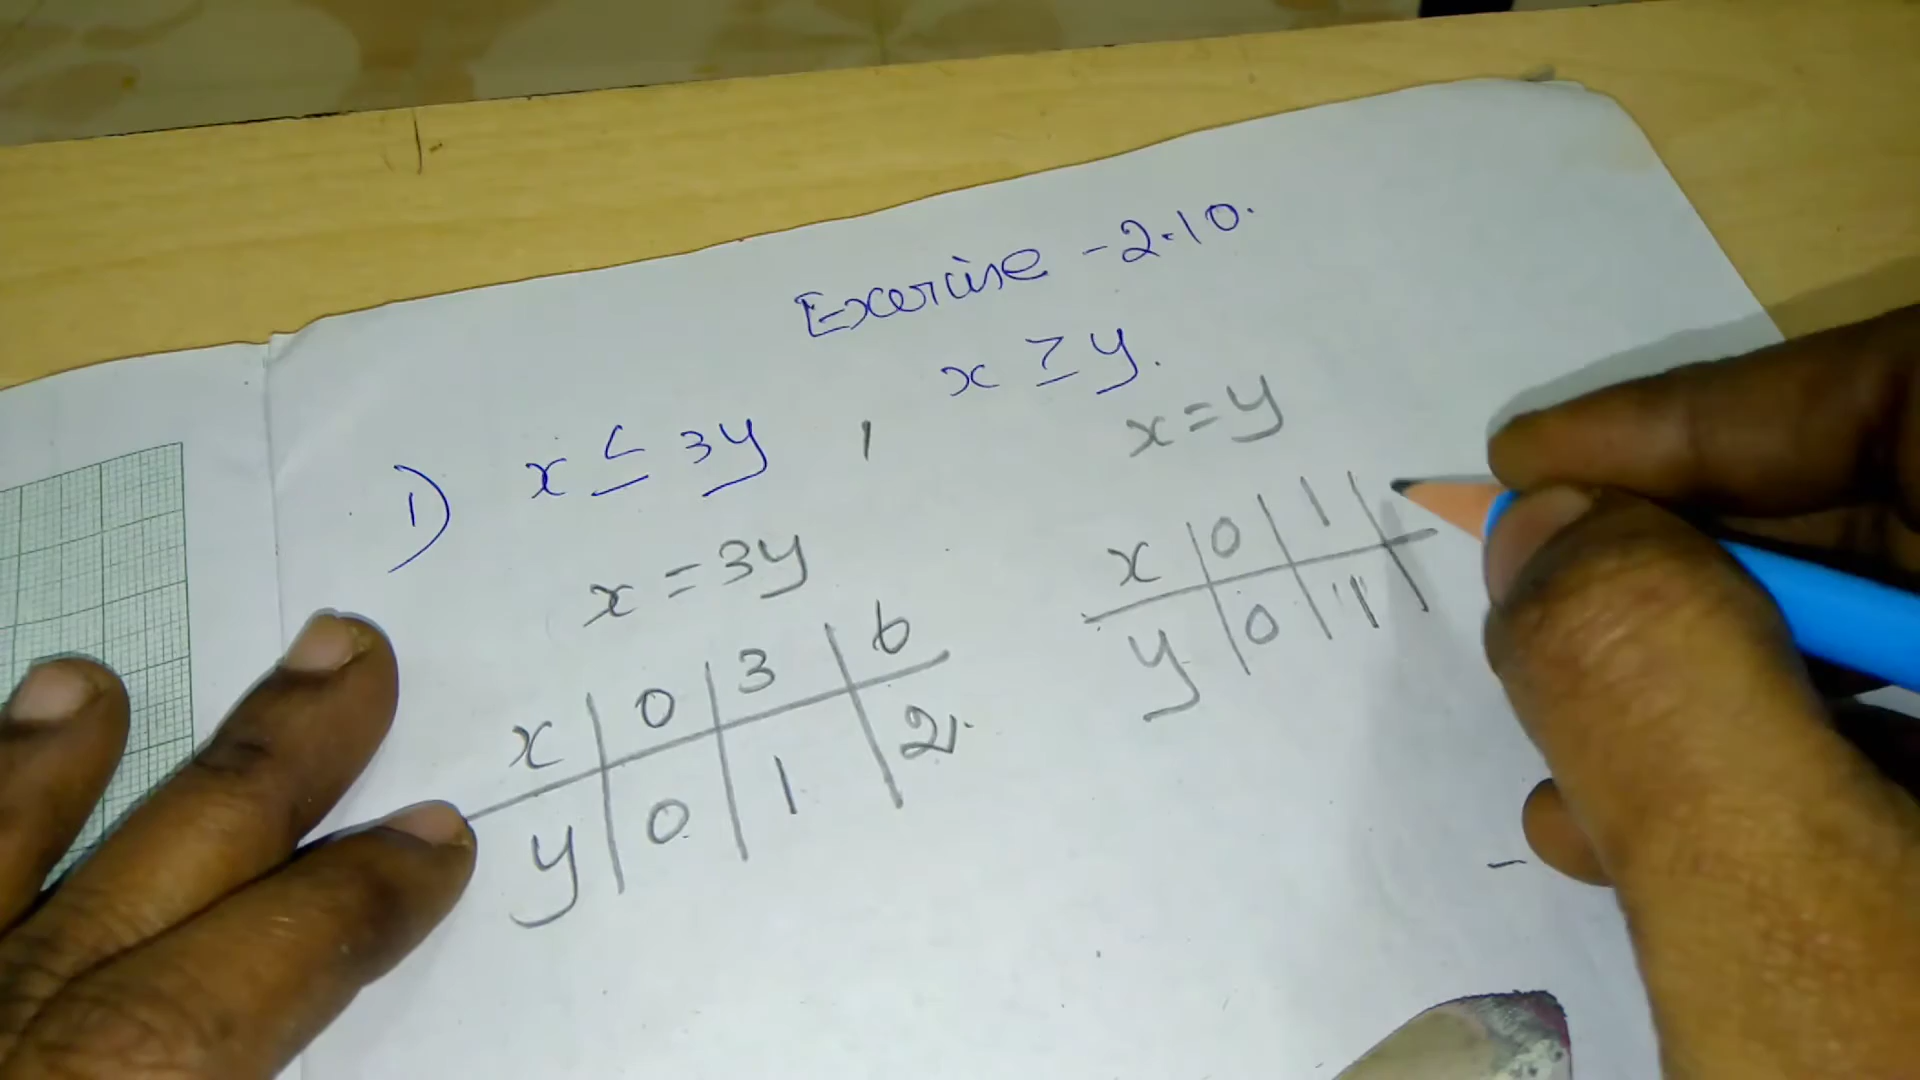 Exercise - 2.10.
1) x ≤ 3y , x ≥ y.
x = 3y
x = y
x | 0 | 3 | 6
y | 0 | 1 | 2.
x | 0 | 1 |
y | 0 | 1 |